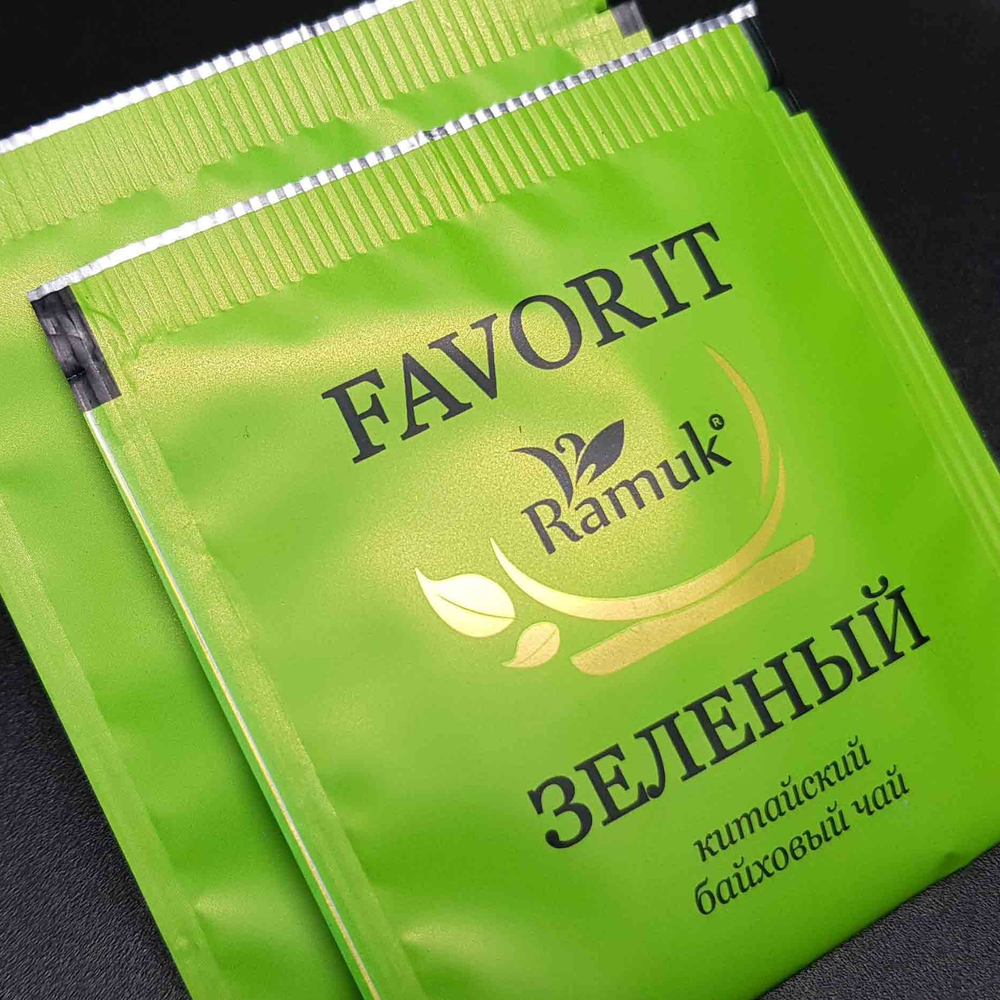 FAVORIT
Ramuk®
ЗЕЛЕНЫЙ
китайский
байховый чай